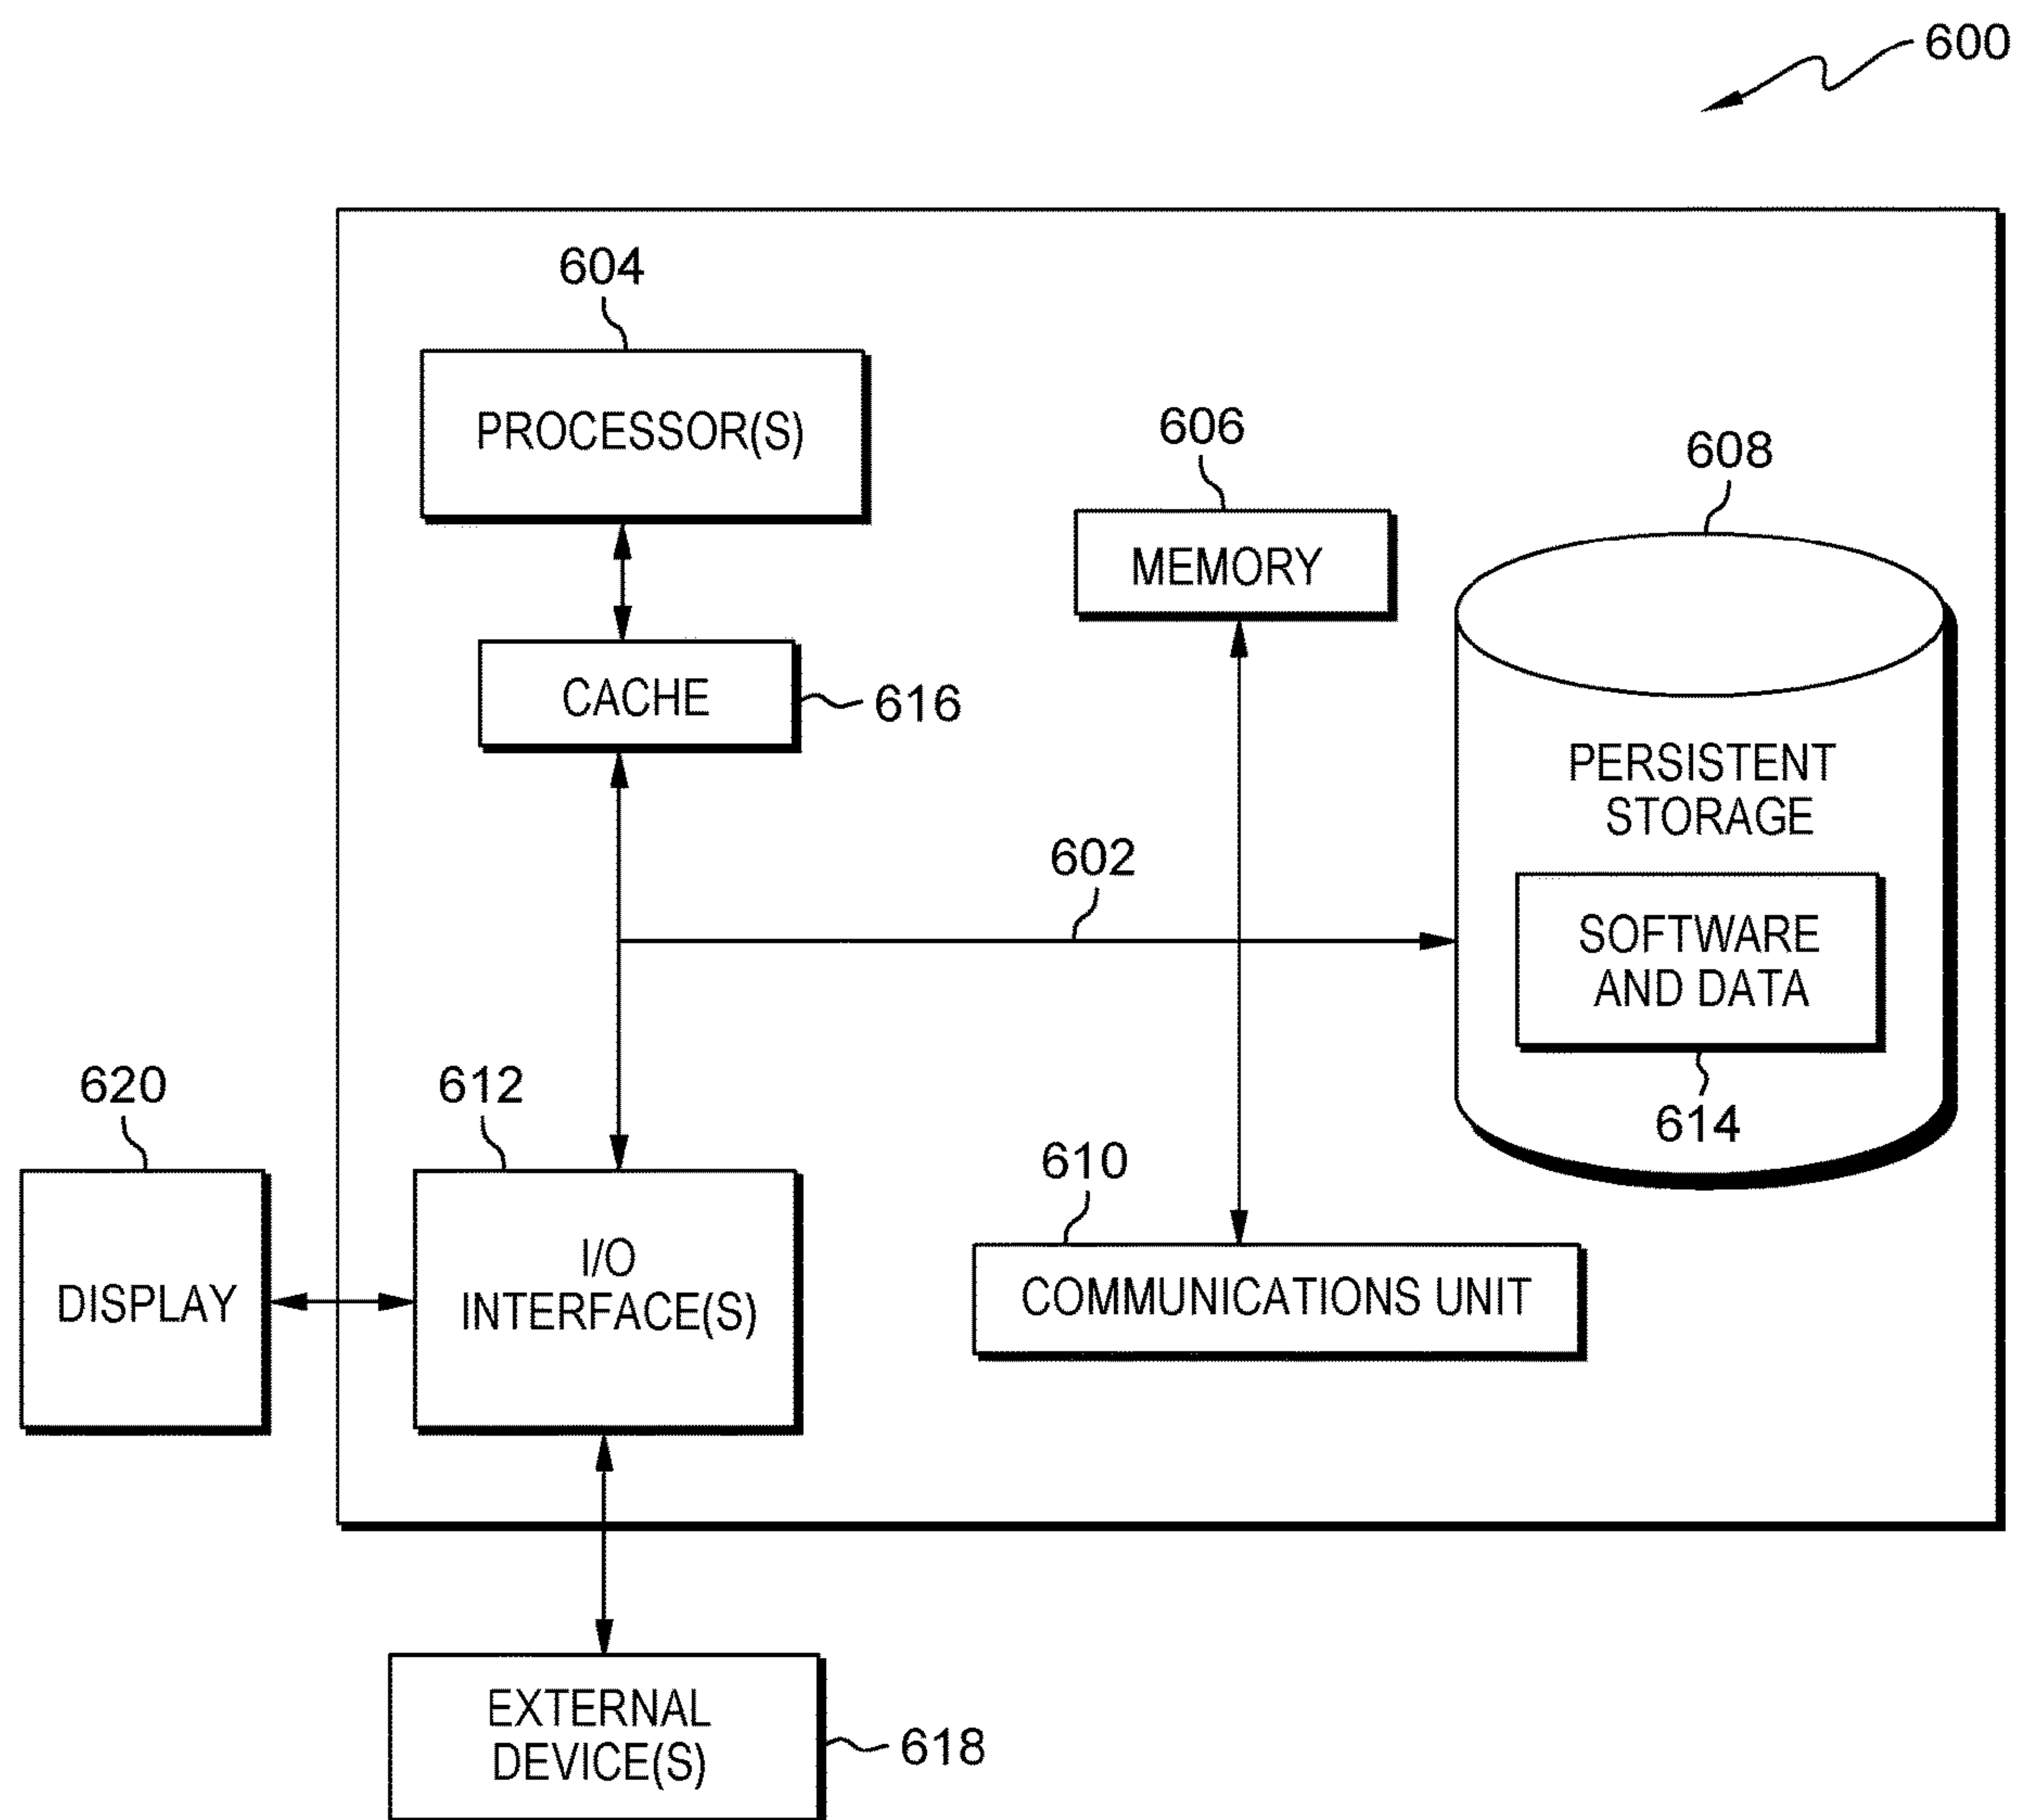 600
604
PROCESSOR(S)
606
MEMORY
608
CACHE
616
PERSISTENT
STORAGE
602
SOFTWARE
AND DATA
614
620
DISPLAY
612
I/O
INTERFACE(S)
610
COMMUNICATIONS UNIT
EXTERNAL
DEVICE(S)
618